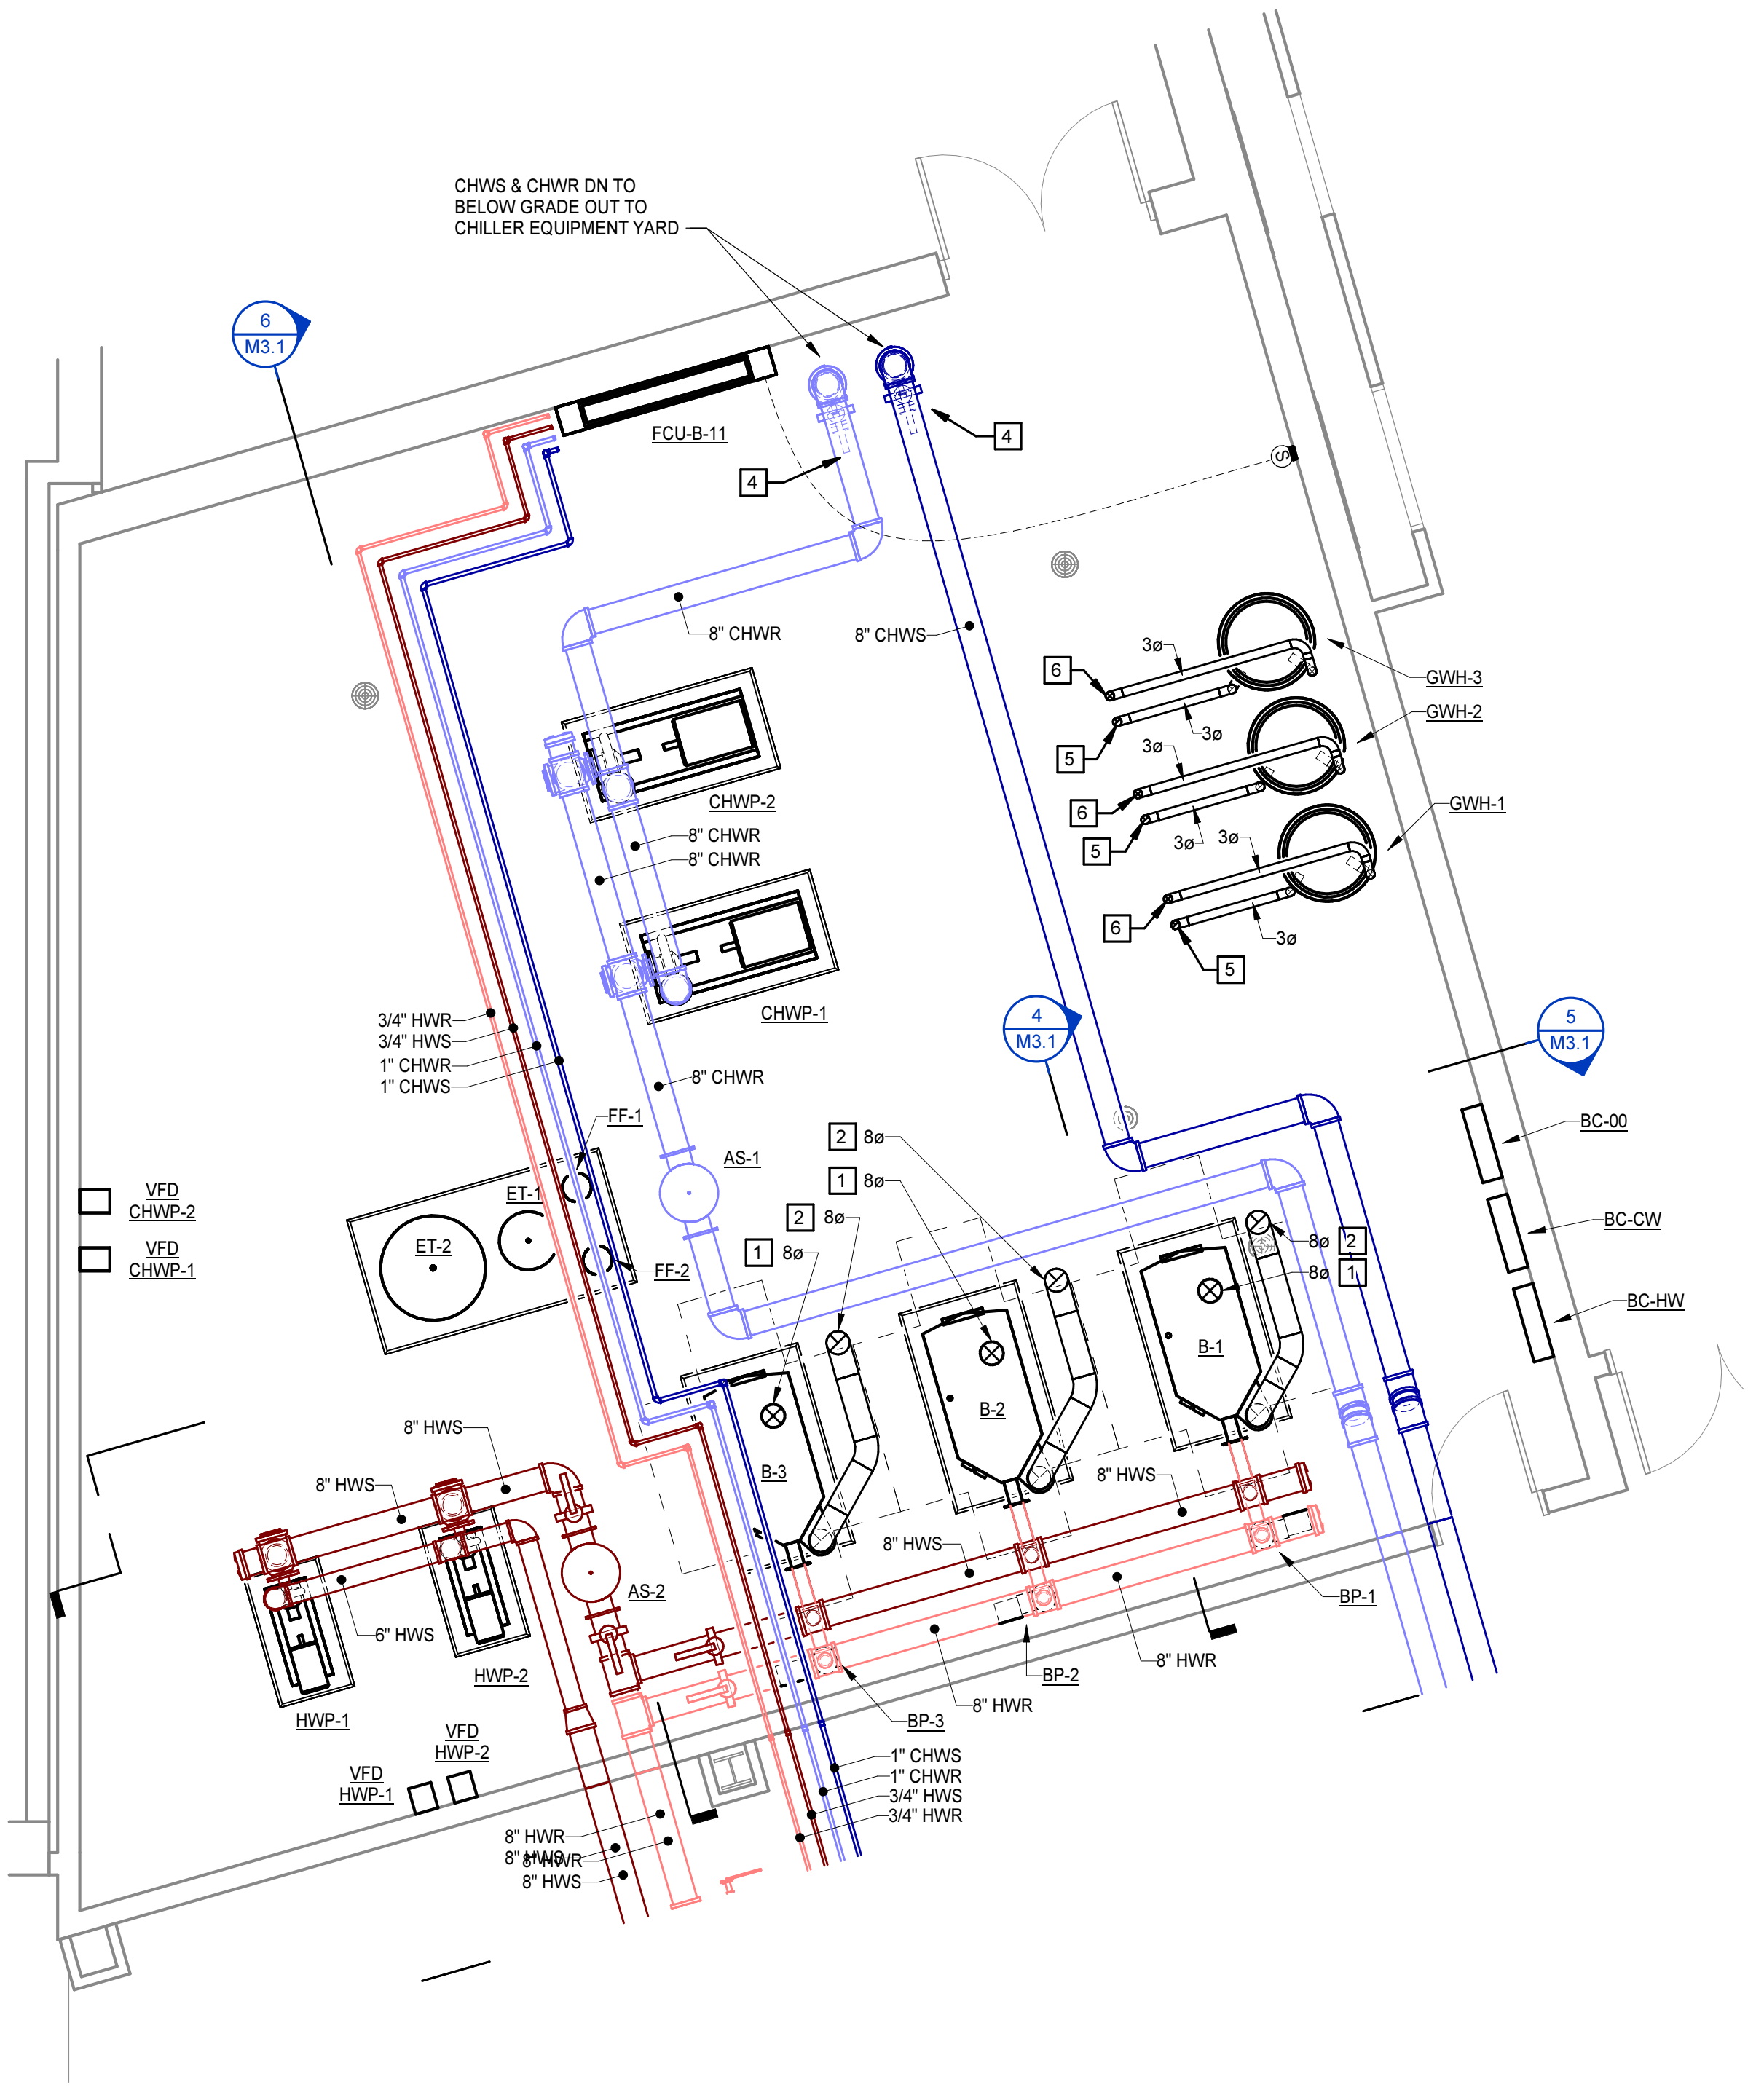 CHWS & CHWR DN TO
BELOW GRADE OUT TO
CHILLER EQUIPMENT YARD
6
M3.1
FCU-B-11
4
4
S
8" CHWR
8" CHWS
3ø
6
GWH-3
3ø
5
GWH-2
3ø
6
3ø
5
GWH-1
3ø
6
3ø
5
CHWP-2
8" CHWR
8" CHWR
CHWP-1
3/4" HWR
3/4" HWS
1" CHWR
1" CHWS
8" CHWR
4
M3.1
5
M3.1
FF-1
AS-1
2 8ø
1 8ø
2 8ø
1 8ø
8ø 2
8ø 1
BC-00
BC-CW
BC-HW
VFD
CHWP-2
VFD
CHWP-1
ET-1
ET-2
FF-2
B-1
B-2
B-3
8" HWS
8" HWS
8" HWS
8" HWS
AS-2
6" HWS
HWP-2
HWP-1
BP-1
8" HWR
BP-2
8" HWR
BP-3
VFD
HWP-2
VFD
HWP-1
1" CHWS
1" CHWR
3/4" HWS
3/4" HWR
8" HWR
8" HWS
8" HWR
8" HWS